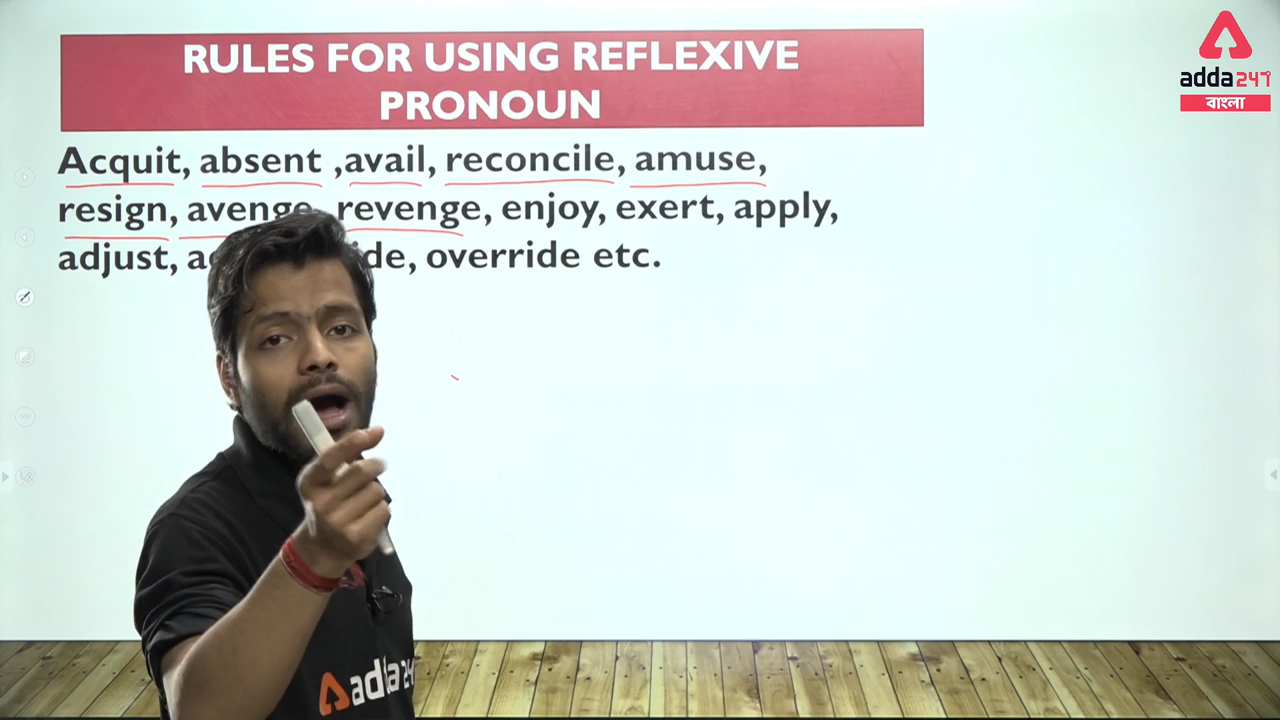 RULES FOR USING REFLEXIVE
PRONOUN
Acquit, absent ,avail, reconcile, amuse,
resign, avenge, revenge, enjoy, exert, apply,
adjust, override etc.
adda247
বাংলা
adda247